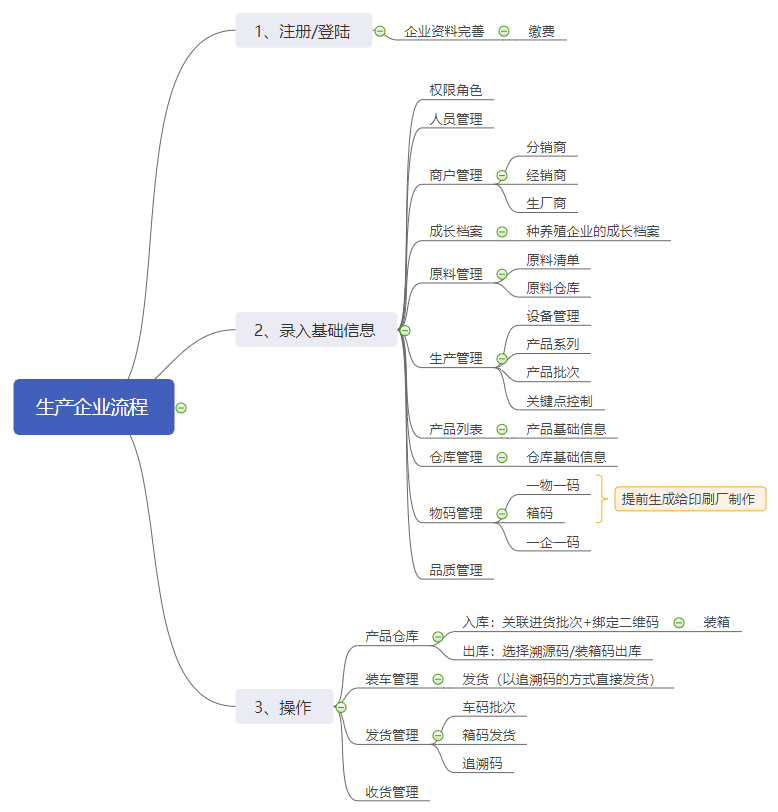 生产企业流程
1、注册/登陆
企业资料完善
缴费
2、录入基础信息
权限角色
人员管理
商户管理
分销商
经销商
生厂商
成长档案
种养殖企业的成长档案
原料管理
原料清单
原料仓库
生产管理
设备管理
产品系列
产品批次
关键点控制
产品列表
产品基础信息
仓库管理
仓库基础信息
物码管理
一物一码
箱码
提前生成给印刷厂制作
一企一码
品质管理
3、操作
产品仓库
入库：关联进货批次+绑定二维码
装箱
出库：选择溯源码/装箱码出库
装车管理
发货（以追溯码的方式直接发货）
发货管理
车码批次
箱码发货
追溯码
收货管理